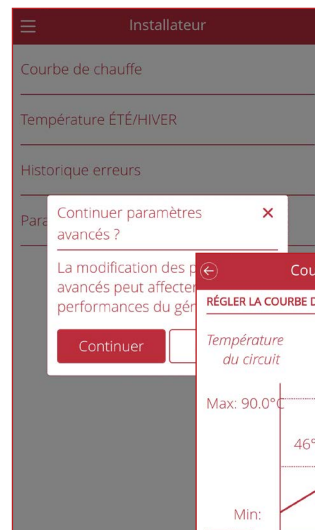 Installateur
Courbe de chauffe
Température ÉTÉ/HIVER
Historique erreurs
Para
Continuer paramètres
avancés ?
La modification des p
avancés peut affecter
performances du gér
Continuer
Cou
RÉGLER LA COURBE D
Température
du circuit
Max: 90.0°C
46°
Min: